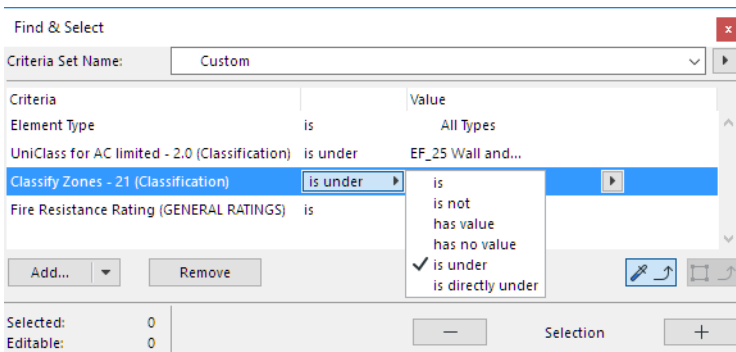 Find & Select
x
Criteria Set Name: Custom
Criteria Value
Element Type is All Types
UniClass for AC limited - 2.0 (Classification) is under EF_25 Wall and...
Classify Zones - 21 (Classification) is under
Fire Resistance Rating (GENERAL RATINGS) is
is
is not
has value
has no value
is under
is directly under
Add... Remove
Selected: 0
Editable: 0
Selection